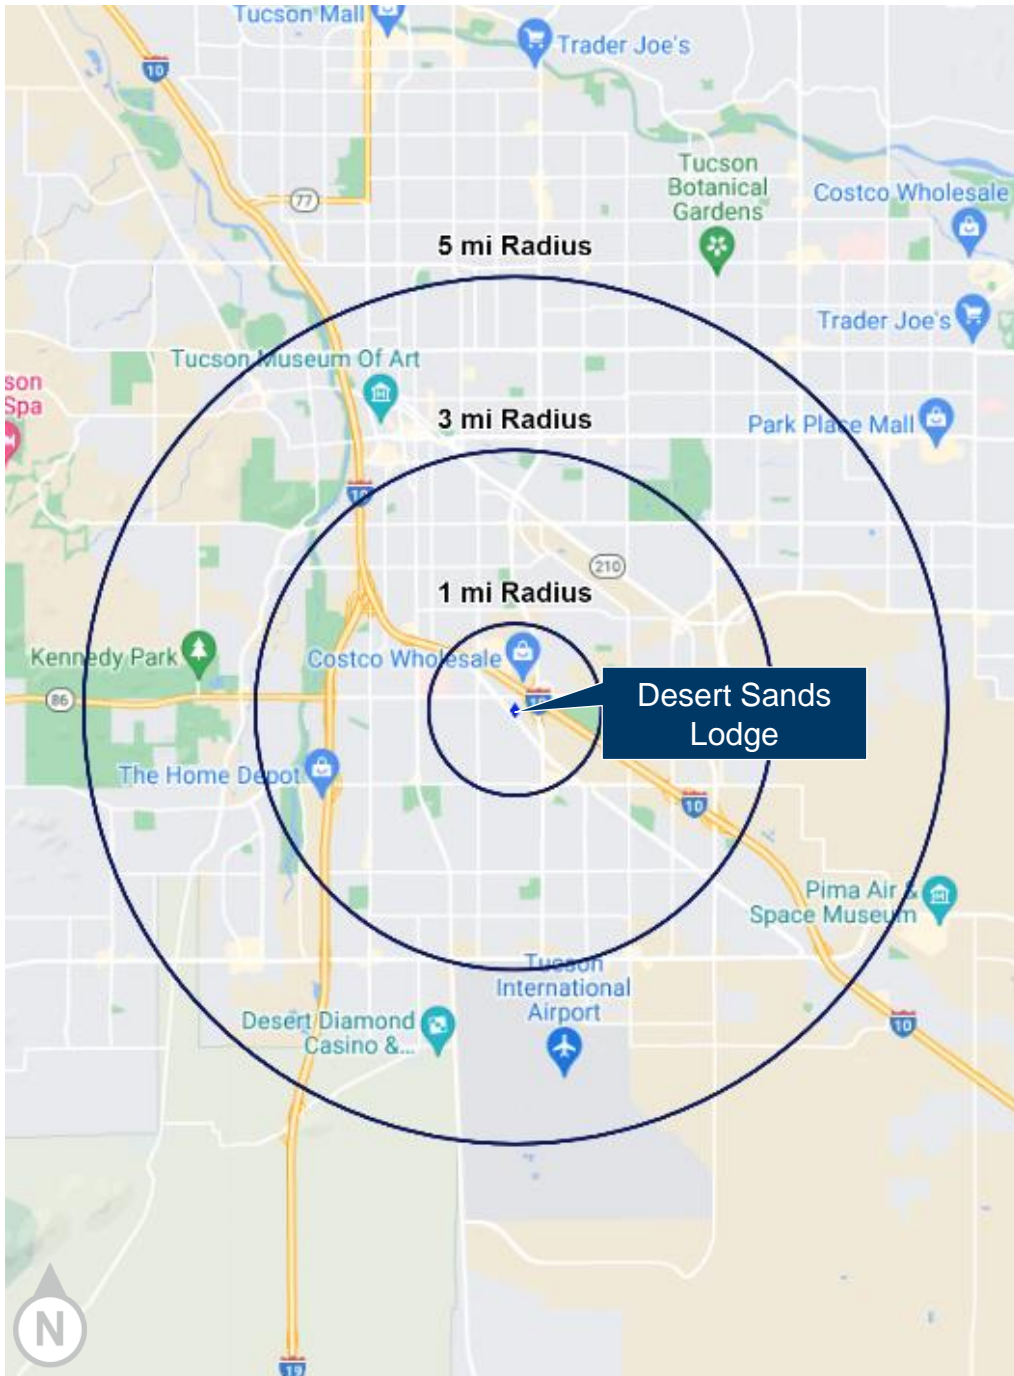 Tucson Mall
Trader Joe's
10
Tucson
Botanical
Gardens
Costco Wholesale
77
5 mi Radius
Trader Joe's
Tucson Museum Of Art
son
Spa
3 mi Radius
Park Place Mall
10
210
1 mi Radius
Kennedy Park
Costco Wholesale
86
10
Desert Sands
Lodge
The Home Depot
10
Pima Air &
Space Museum
Tucson
International
Airport
Desert Diamond
Casino &...
10
N
19